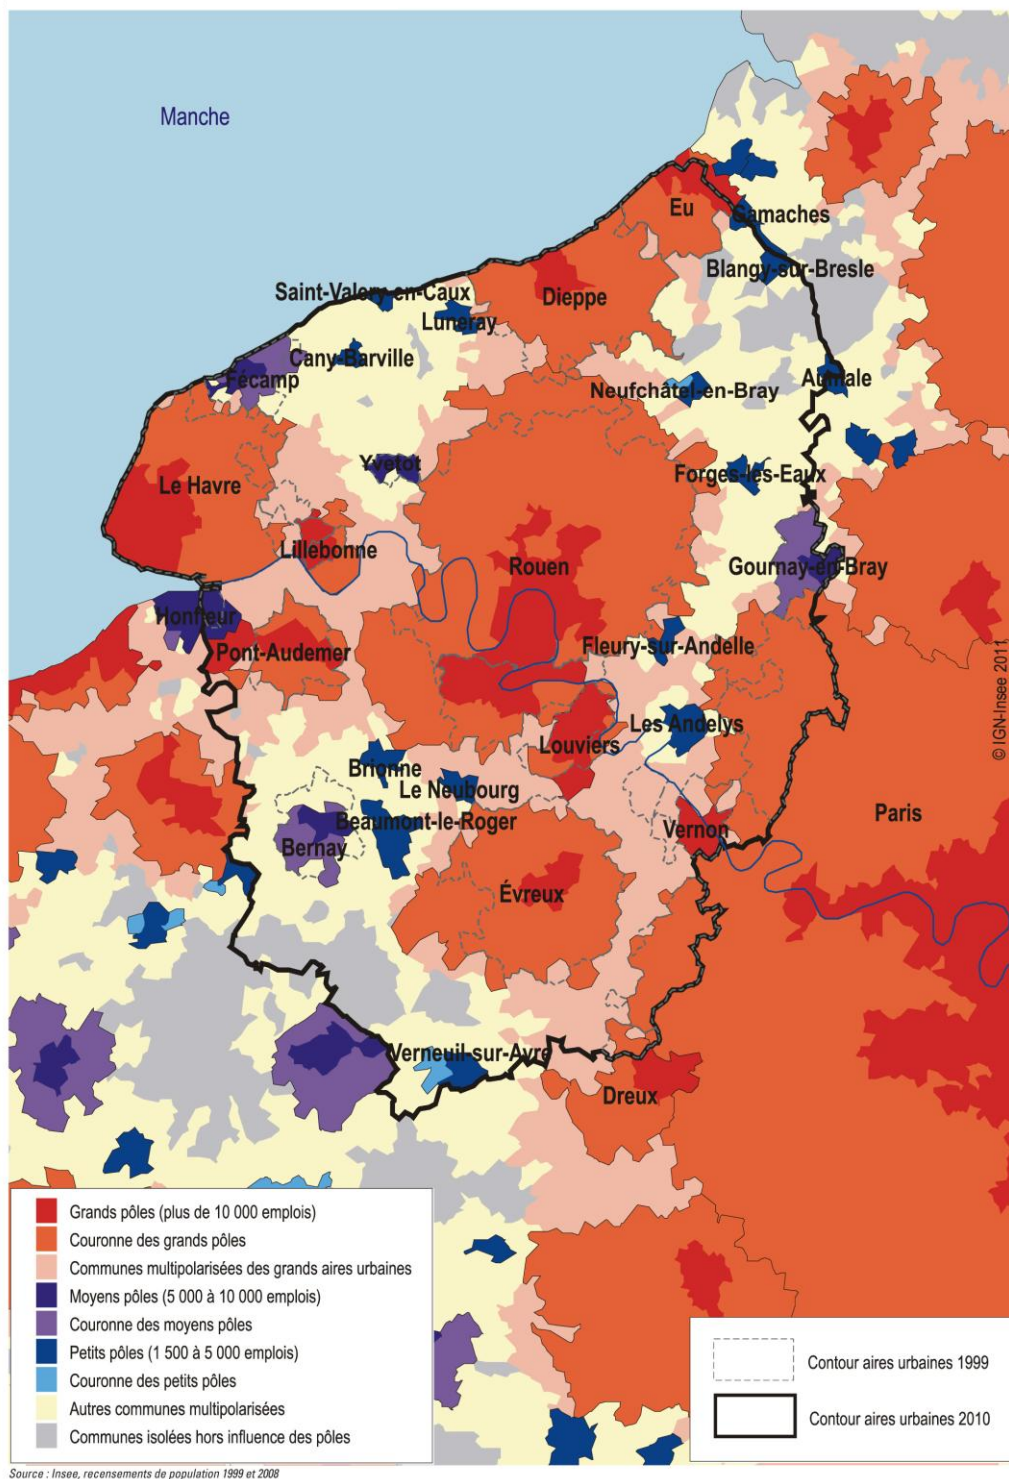 Manche
Eu
Gamaches
Blangy-sur-Bresle
Saint-Valery-en-Caux
Dieppe
Luneray
Cany-Barville
Fécamp
Neufchâtel-en-Bray
Aumale
Yvetot
Forges-les-Eaux
Le Havre
Lillebonne
Rouen
Gournay-en-Bray
Honfleur
Pont-Audemer
Fleury-sur-Andelle
Les Andelys
Louviers
Brionne
Le Neubourg
Beaumont-le-Roger
Bernay
Vernon
Paris
Évreux
Verneuil-sur-Avre
Dreux
© IGN-Insee 2011
Grands pôles (plus de 10 000 emplois)
Couronne des grands pôles
Communes multipolarisées des grands aires urbaines
Moyens pôles (5 000 à 10 000 emplois)
Couronne des moyens pôles
Petits pôles (1 500 à 5 000 emplois)
Couronne des petits pôles
Autres communes multipolarisées
Communes isolées hors influence des pôles
Contour aires urbaines 1999
Contour aires urbaines 2010
Source : Insee, recensements de population 1999 et 2008